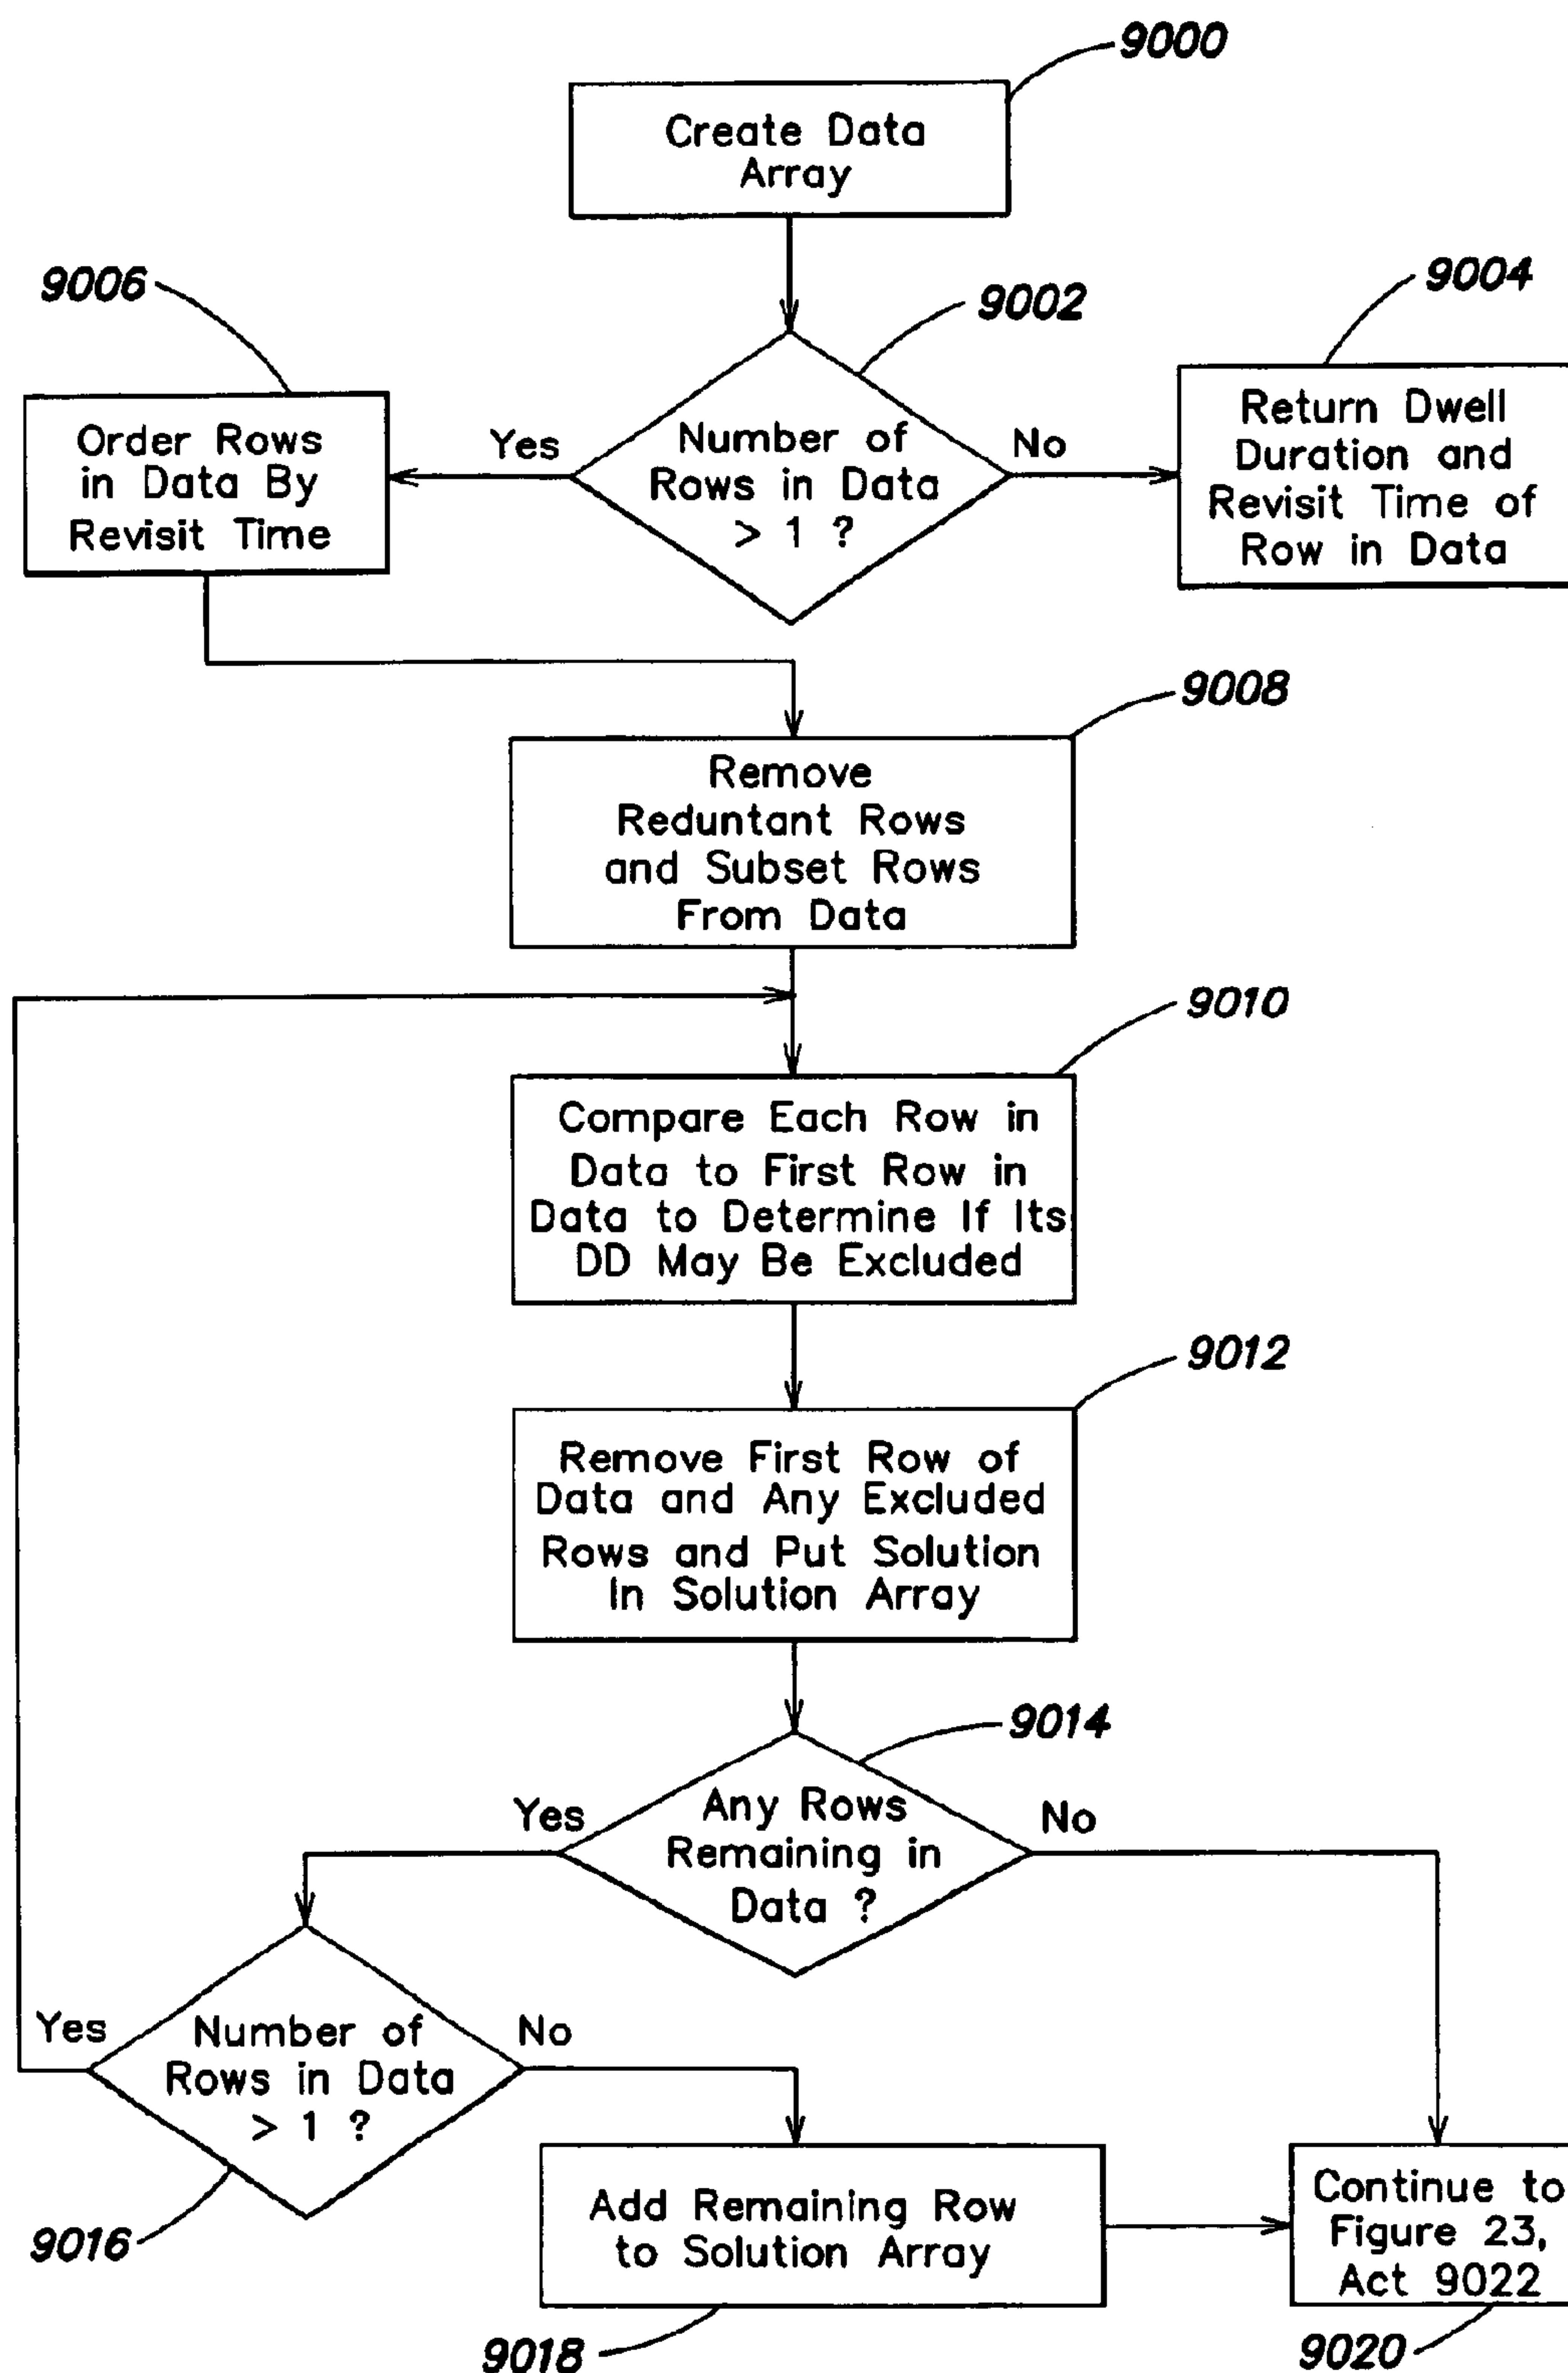 9000
Create Data
Array
9006
9002
9004
Order Rows
in Data By
Revisit Time
Yes
Number of
Rows in Data
> 1 ?
No
Return Dwell
Duration and
Revisit Time of
Row in Data
9008
Remove
Reduntant Rows
and Subset Rows
From Data
9010
Compare Each Row in
Data to First Row in
Data to Determine If Its
DD May Be Excluded
9012
Remove First Row of
Data and Any Excluded
Rows and Put Solution
In Solution Array
9014
Yes
Any Rows
Remaining in
Data ?
No
Yes
Number of
Rows in Data
> 1 ?
No
9016
Add Remaining Row
to Solution Array
9018
Continue to
Figure 23,
Act 9022
9020